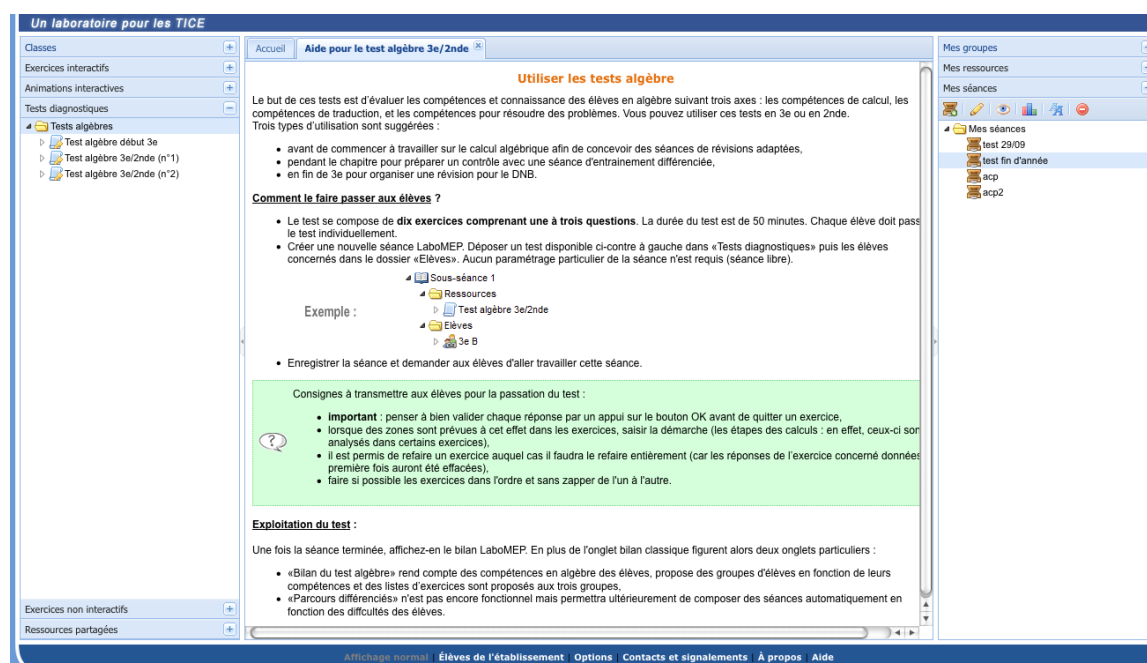 Un laboratoire pour les TICE
Classes
Exercices interactifs
Animations interactives
Tests diagnostiques
Tests algèbres
Test algèbre début 3e
Test algèbre 3e/2nde (n°1)
Test algèbre 3e/2nde (n°2)
Exercices non interactifs
Ressources partagées
Accueil
Aide pour le test algèbre 3e/2nde
Utiliser les tests algèbre
Le but de ces tests est d'évaluer les compétences et connaissance des élèves en algèbre suivant trois axes : les compétences de calcul, les
compétences de traduction, et les compétences pour résoudre des problèmes. Vous pouvez utiliser ces tests en 3e ou en 2nde.
Trois types d'utilisation sont suggérées :
• avant de commencer à travailler sur le calcul algébrique afin de concevoir des séances de révisions adaptées,
• pendant le chapitre pour préparer un contrôle avec une séance d'entrainement différenciée,
• en fin de 3e pour organiser une révision pour le DNB.
Comment le faire passer aux élèves ?
• Le test se compose de dix exercices comprenant une à trois questions. La durée du test est de 50 minutes. Chaque élève doit pass
le test individuellement.
• Créer une nouvelle séance LaboMEP. Déposer un test disponible ci-contre à gauche dans «Tests diagnostiques» puis les élèves
concernés dans le dossier «Elèves». Aucun paramétrage particulier de la séance n'est requis (séance libre).
Exemple :
Sous-séance 1
Ressources
Test algèbre 3e/2nde
Elèves
3e B
• Enregistrer la séance et demander aux élèves d'aller travailler cette séance.
Consignes à transmettre aux élèves pour la passation du test :
• important : penser à bien valider chaque réponse par un appui sur le bouton OK avant de quitter un exercice,
• lorsque des zones sont prévues à cet effet dans les exercices, saisir la démarche (les étapes des calculs : en effet, ceux-ci son
analysés dans certains exercices),
• il est permis de refaire un exercice auquel cas il faudra le refaire entièrement (car les réponses de l'exercice concerné données
première fois auront été effacées),
• faire si possible les exercices dans l'ordre et sans zapper de l'un à l'autre.
Exploitation du test :
Une fois la séance terminée, affichez-en le bilan LaboMEP. En plus de l'onglet bilan classique figurent alors deux onglets particuliers :
• «Bilan du test algèbre» rend compte des compétences en algèbre des élèves, propose des groupes d'élèves en fonction de leurs
compétences et des listes d'exercices sont proposés aux trois groupes,
• «Parcours différenciés» n'est pas encore fonctionnel mais permettra ultérieurement de composer des séances automatiquement en
fonction des diffcultés des élèves.
Mes groupes
Mes ressources
Mes séances
Mes séances
test 29/09
test fin d'année
acp
acp2
Affichage normal | Élèves de l'établissement | Options | Contacts et signalements | À propos | Aide